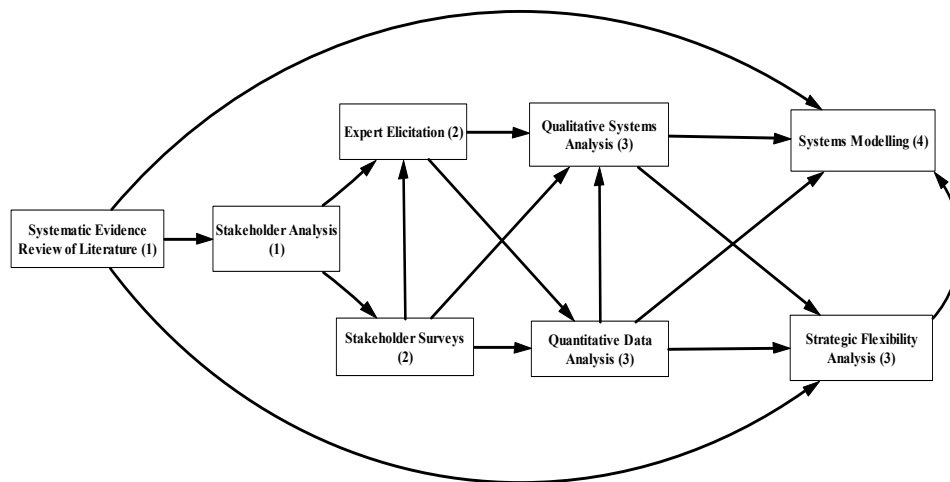 Expert Elicitation (2)
Qualitative Systems
Analysis (3)
Systems Modelling (4)
Systematic Evidence
Review of Literature (1)
Stakeholder Analysis
(1)
Stakeholder Surveys
(2)
Quantitative Data
Analysis (3)
Strategic Flexibility
Analysis (3)